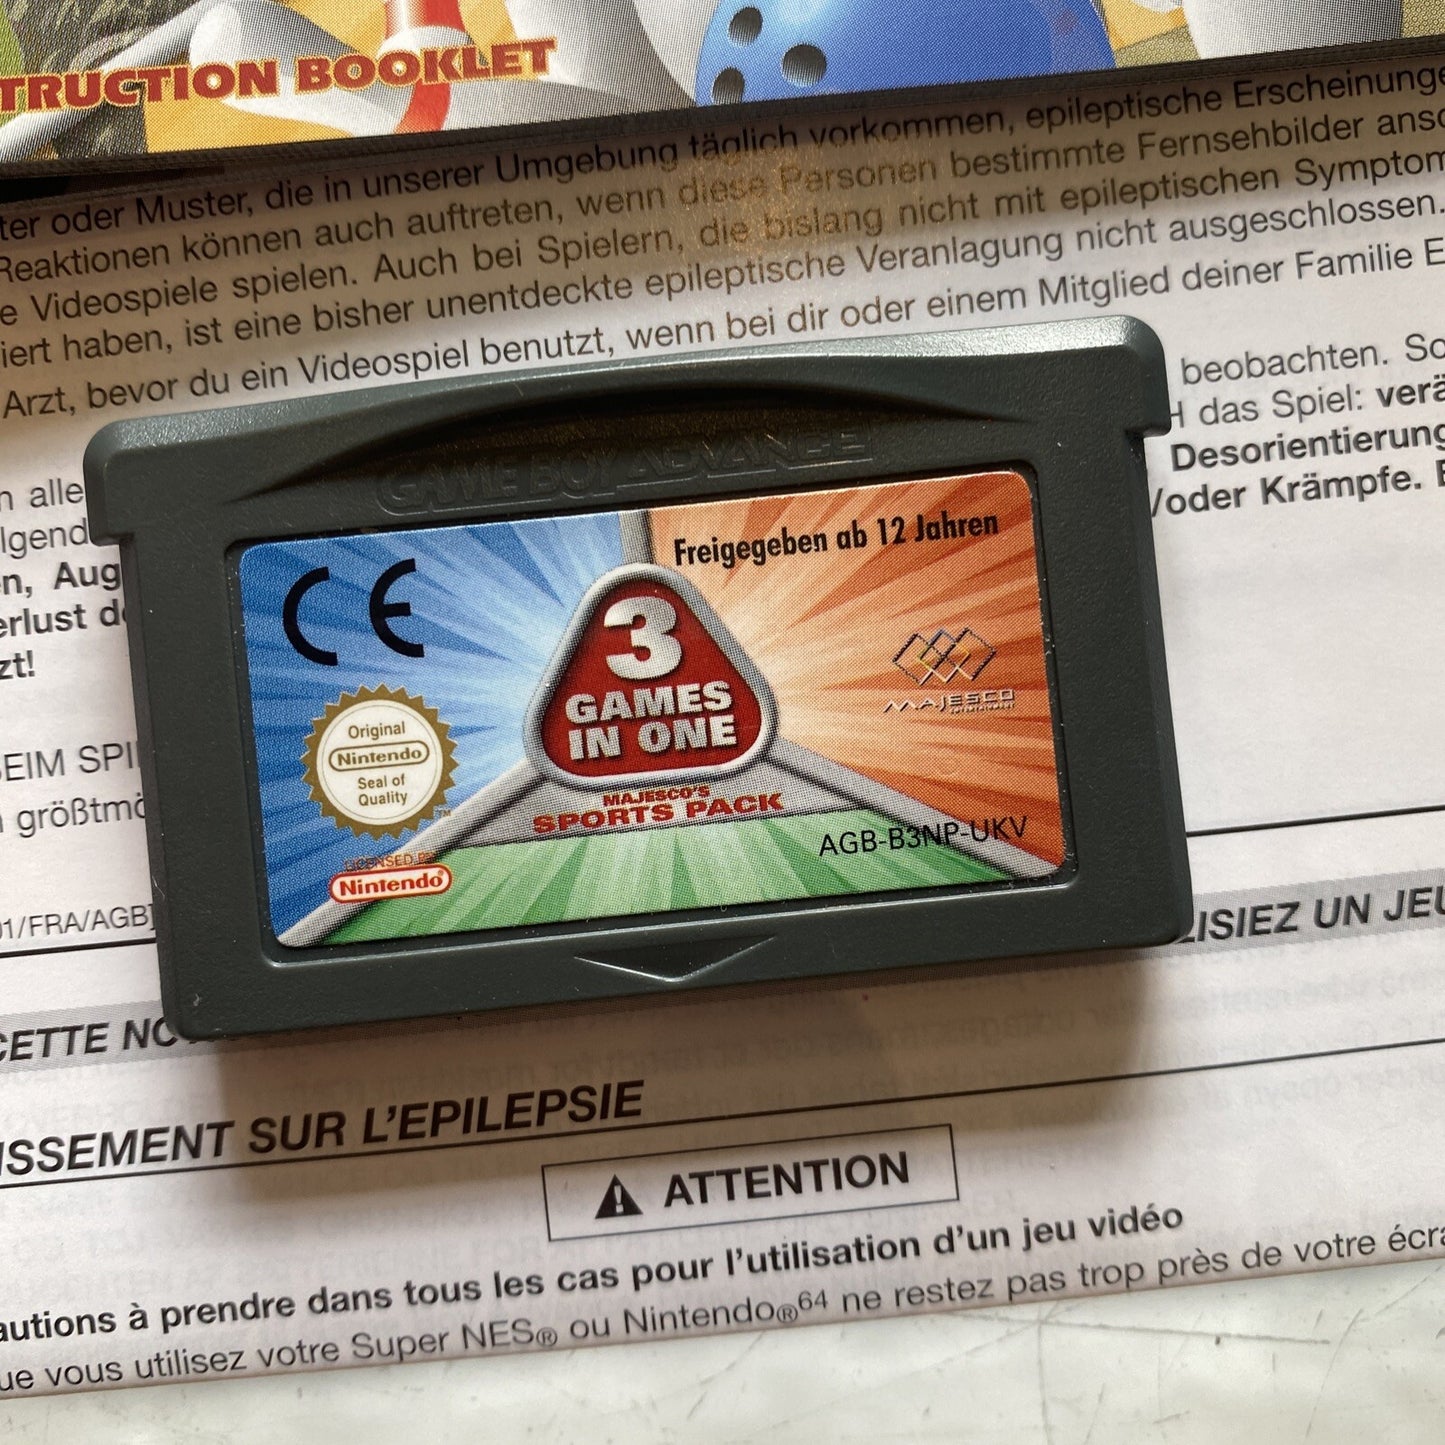 TRUCTION BOOKLET
ter oder Muster, die in unserer Umgebung täglich vorkommen, epileptische Erscheinunge
Reaktionen können auch auftreten, wenn diese Personen bestimmte Fernsehbilder
e Videospiele spielen. Auch bei Spielern, die bislang nicht mit epileptischen Symptom
iert haben, ist eine bisher unentdeckte epileptische Veranlagung nicht ausgeschlossen.
Arzt, bevor du ein Videospiel benutzt, wenn bei dir oder einem Mitglied deiner Familie E
beobachten. So
das Spiel: verä
n alle
Desorientierung
lgend
/oder Krämpfe.
en, Aug
erlust d
zt!
BEIM SPI
größtmö
01/FRA/AGB]
GAME BOY ADVANCE
CE
Freigegeben ab 12 Jahren
3
GAMES
IN ONE
MAJESCO
Original
Nintendo
Seal of
Quality
TM
MAJESCO'S
SPORTS PACK
AGB-B3NP-UKV
LICENSED BY
Nintendo®
LISIEZ UN JEU
CETTE NO
ISSEMENT SUR L'EPILEPSIE
ATTENTION
autions à prendre dans tous les cas pour l'utilisation d'un jeu vidéo
ue vous utilisez votre Super NES® ou Nintendo®64 ne restez pas trop près de votre écra